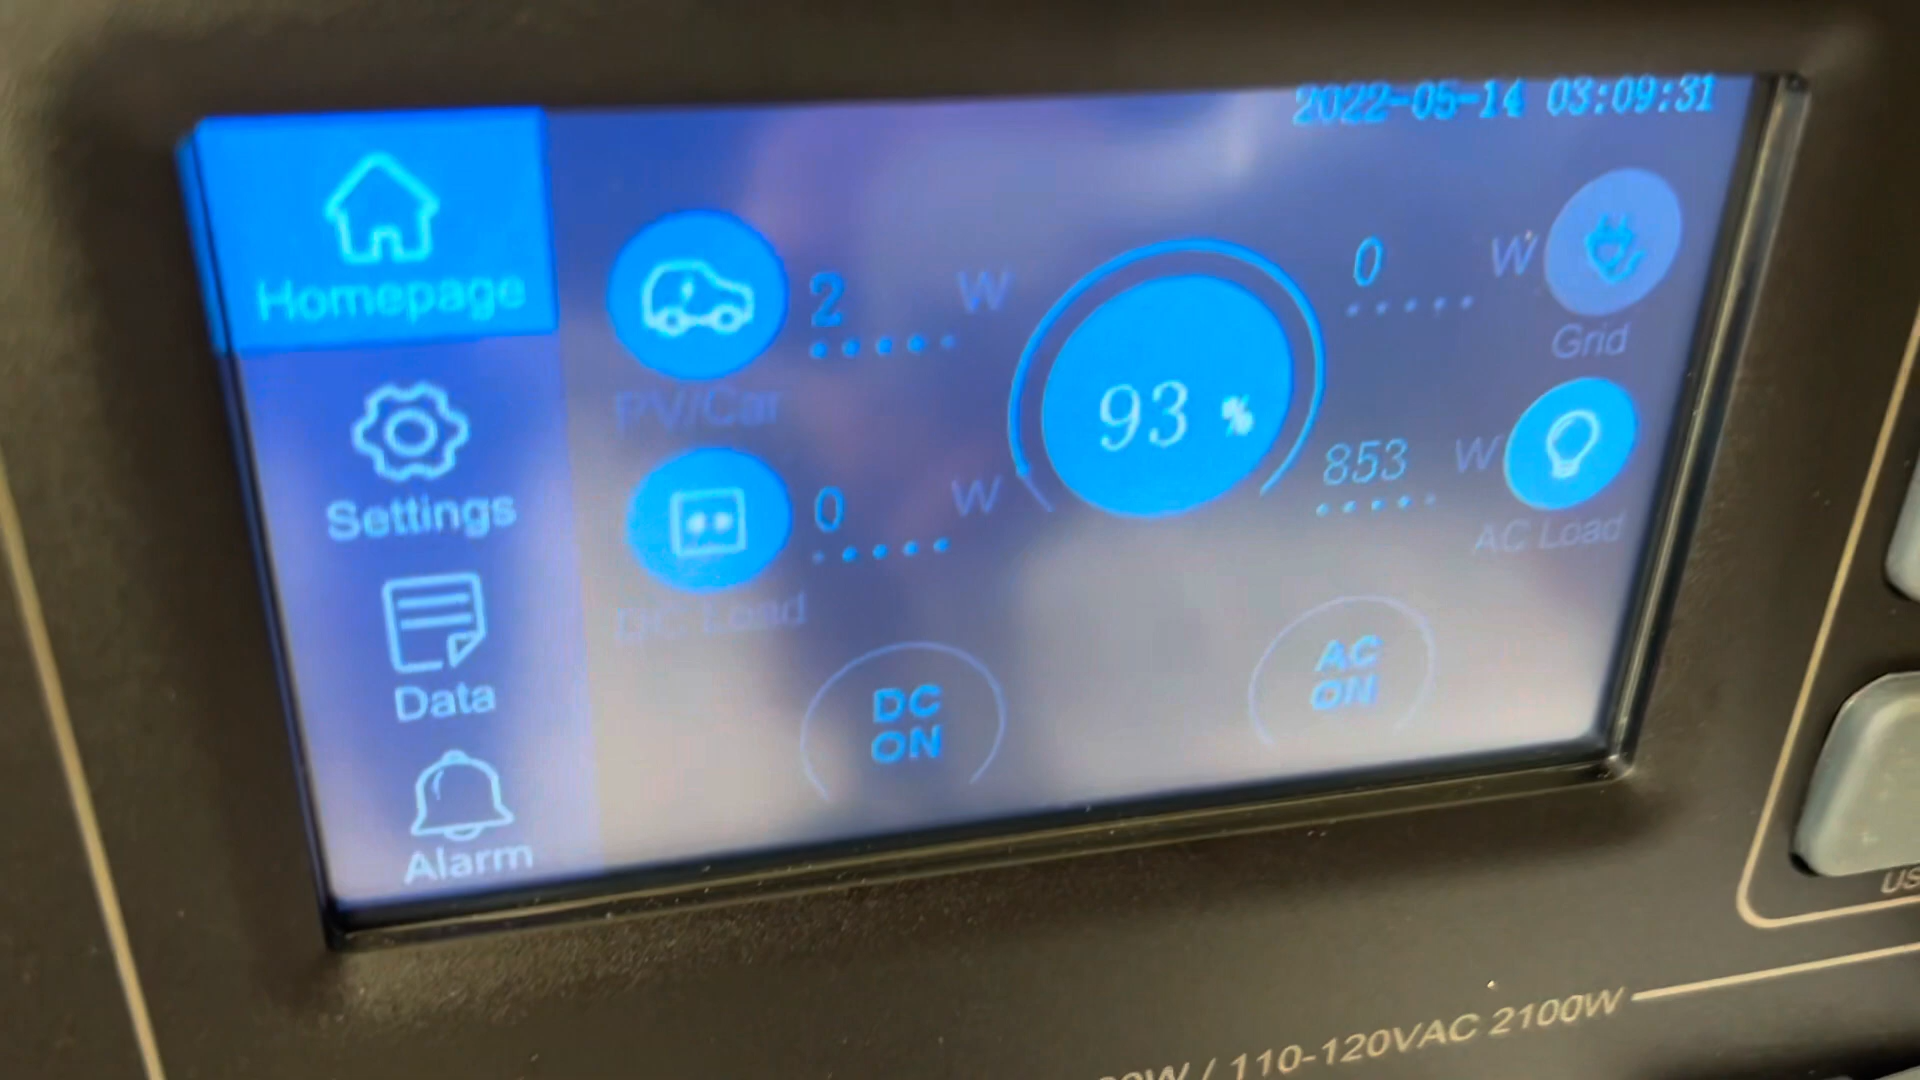 2022-05-14 03:09:31
Homepage
Settings
Data
Alarm
2 W
PV/Car
0 W
DC Load
93 %
0 W
Grid
853 W
AC Load
DC
ON
AC
ON
/ 110-120VAC 2100W